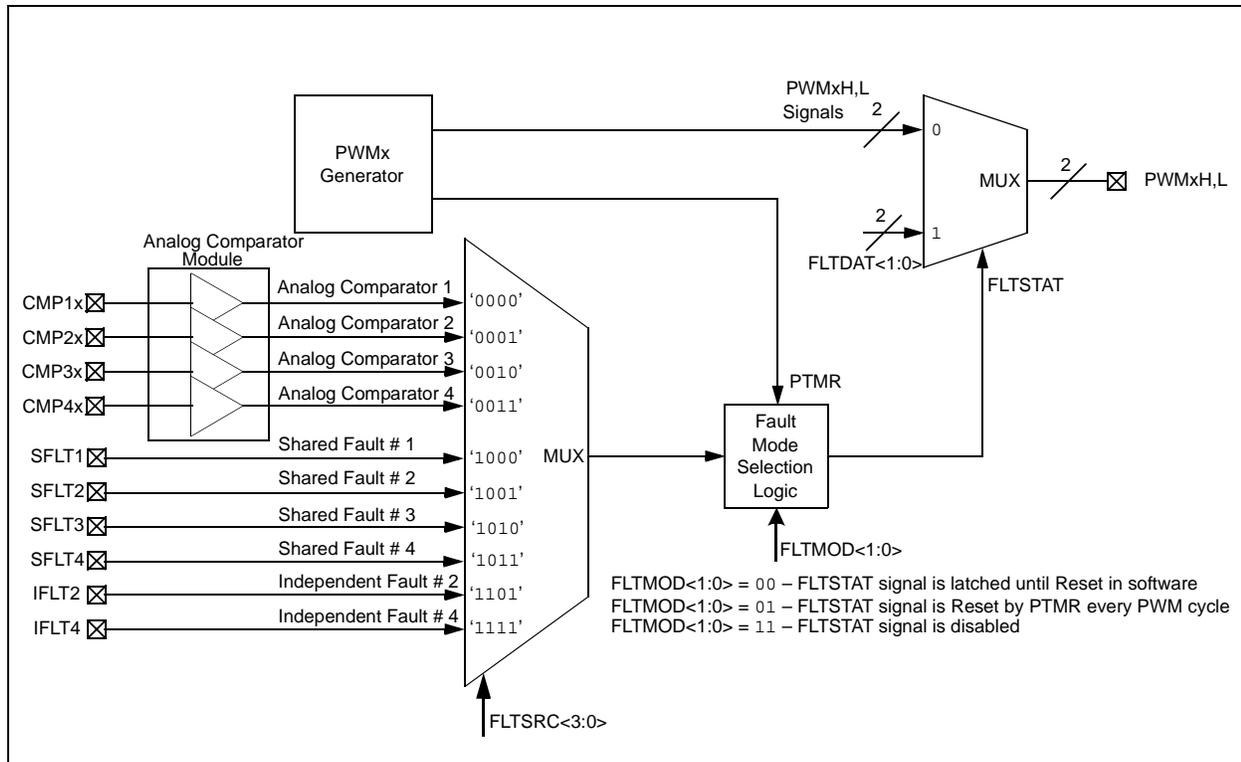 PWMxH,L
Signals
2
PWMx
Generator
0
MUX
2
PWMxH,L
2
1
FLTDAT<1:0>
FLTSTAT
Analog Comparator
Module
CMP1x
Analog Comparator 1
‘0000’
CMP2x
Analog Comparator 2
‘0001’
CMP3x
Analog Comparator 3
‘0010’
CMP4x
Analog Comparator 4
‘0011’
PTMR
Fault
Mode
Selection
Logic
SFLT1
Shared Fault # 1
‘1000’
MUX
SFLT2
Shared Fault # 2
‘1001’
SFLT3
Shared Fault # 3
‘1010’
SFLT4
Shared Fault # 4
‘1011’
IFLT2
Independent Fault # 2
‘1101’
IFLT4
Independent Fault # 4
‘1111’
FLTMOD<1:0>
FLTMOD<1:0> = 00 – FLTSTAT signal is latched until Reset in software
FLTMOD<1:0> = 01 – FLTSTAT signal is Reset by PTMR every PWM cycle
FLTMOD<1:0> = 11 – FLTSTAT signal is disabled
FLTSRC<3:0>